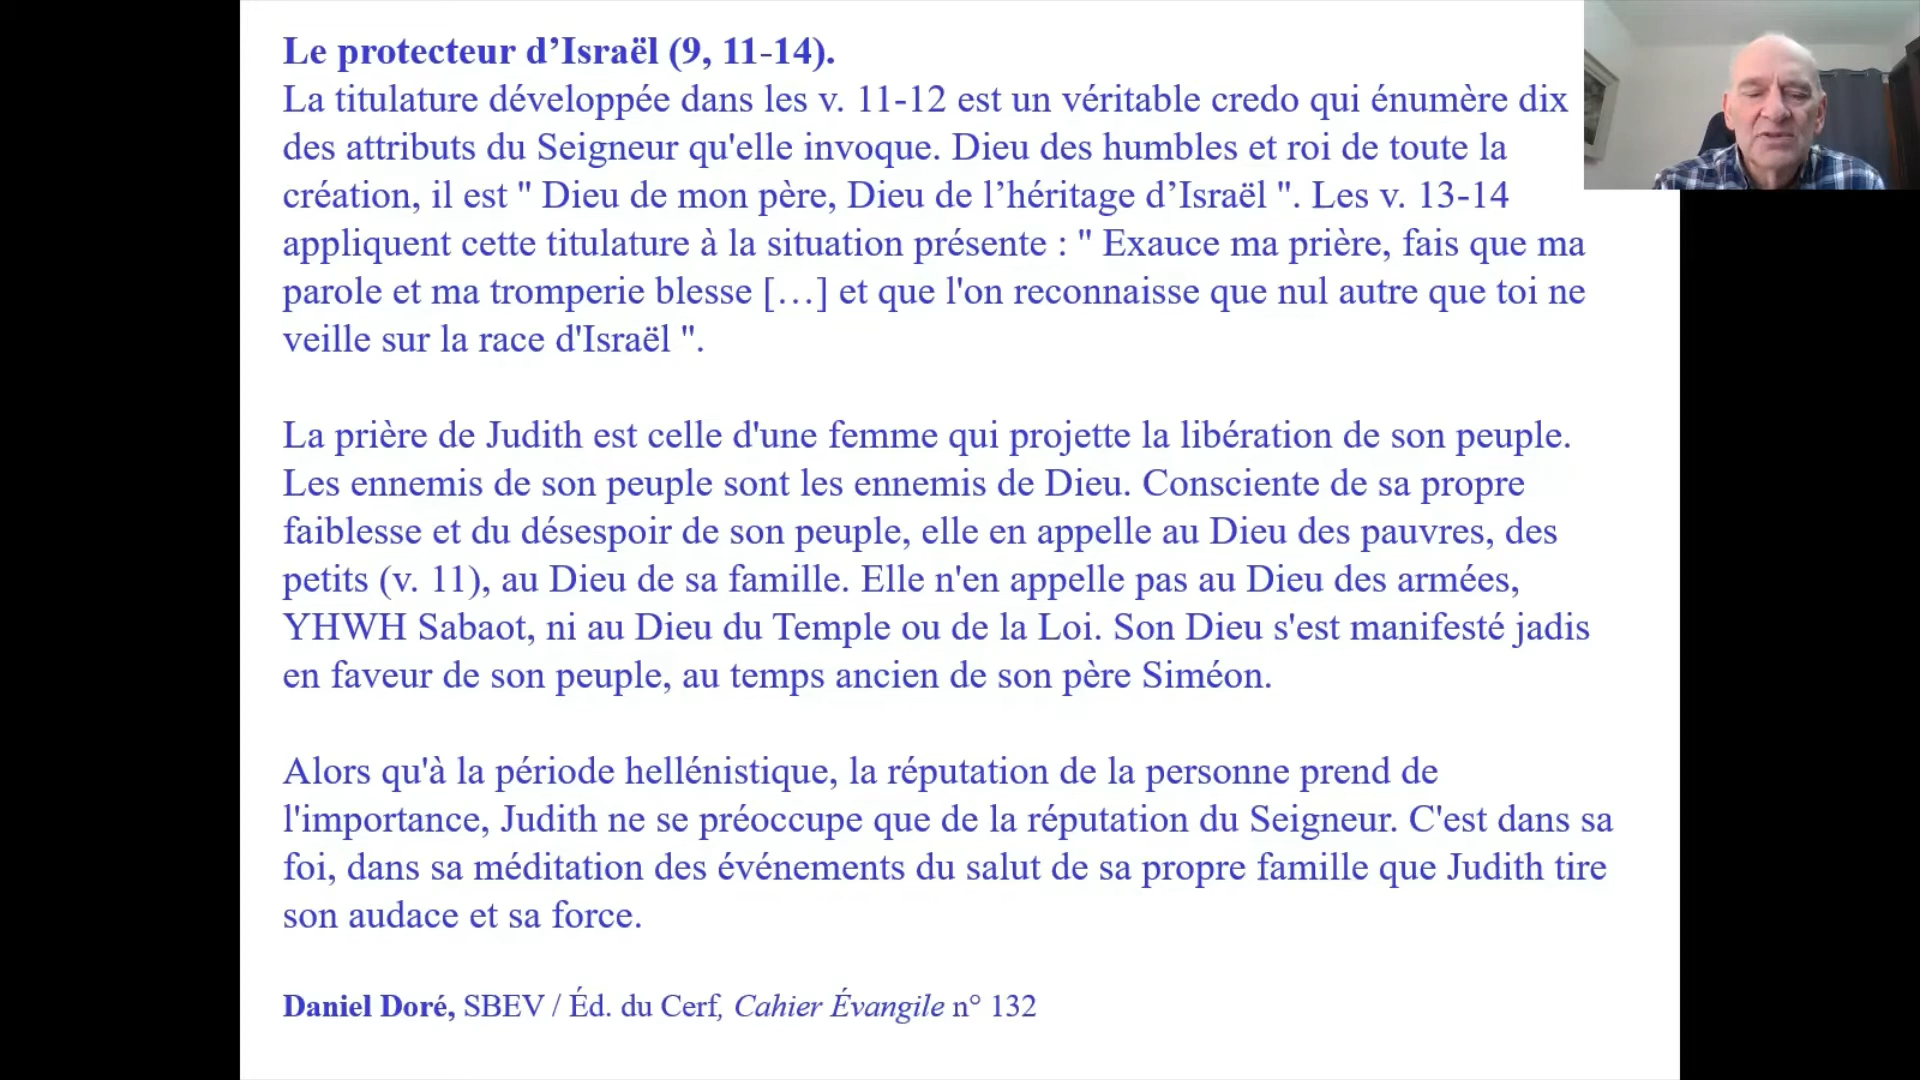 Le protecteur d’Israël (9, 11-14).
La titulature développée dans les v. 11-12 est un véritable credo qui énumère dix
des attributs du Seigneur qu'elle invoque. Dieu des humbles et roi de toute la
création, il est " Dieu de mon père, Dieu de l’héritage d’Israël ". Les v. 13-14
appliquent cette titulature à la situation présente : " Exauce ma prière, fais que ma
parole et ma tromperie blesse […] et que l'on reconnaisse que nul autre que toi ne
veille sur la race d'Israël ".
La prière de Judith est celle d'une femme qui projette la libération de son peuple.
Les ennemis de son peuple sont les ennemis de Dieu. Consciente de sa propre
faiblesse et du désespoir de son peuple, elle en appelle au Dieu des pauvres, des
petits (v. 11), au Dieu de sa famille. Elle n'en appelle pas au Dieu des armées,
YHWH Sabaot, ni au Dieu du Temple ou de la Loi. Son Dieu s'est manifesté jadis
en faveur de son peuple, au temps ancien de son père Siméon.
Alors qu'à la période hellénistique, la réputation de la personne prend de
l'importance, Judith ne se préoccupe que de la réputation du Seigneur. C'est dans sa
foi, dans sa méditation des événements du salut de sa propre famille que Judith tire
son audace et sa force.
Daniel Doré, SBEV / Éd. du Cerf, Cahier Évangile n° 132